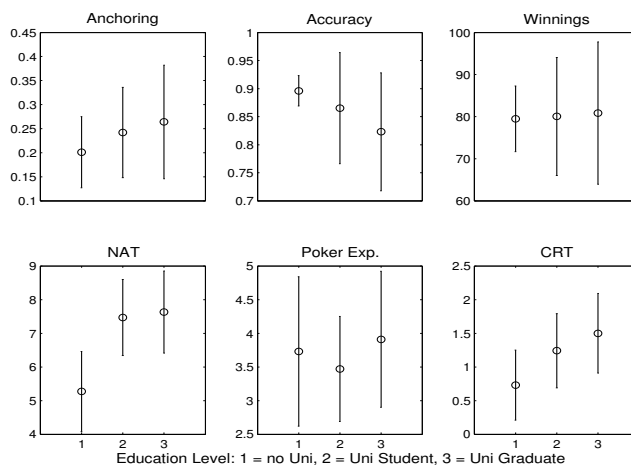 Anchoring Accuracy Winnings
0.45 1 100
0.4 0.95 90
0.35 0.9 80
0.3 0.85 70
0.25 0.8 60
0.2 0.75
0.15 0.7
0.1
NAT Poker Exp. CRT
9 5 2.5
8 4.5 2
7 4 1.5
6 3.5 1
5 3 0.5
4 2.5 0
1 2 3 1 2 3 1 2 3
Education Level: 1 = no Uni, 2 = Uni Student, 3 = Uni Graduate